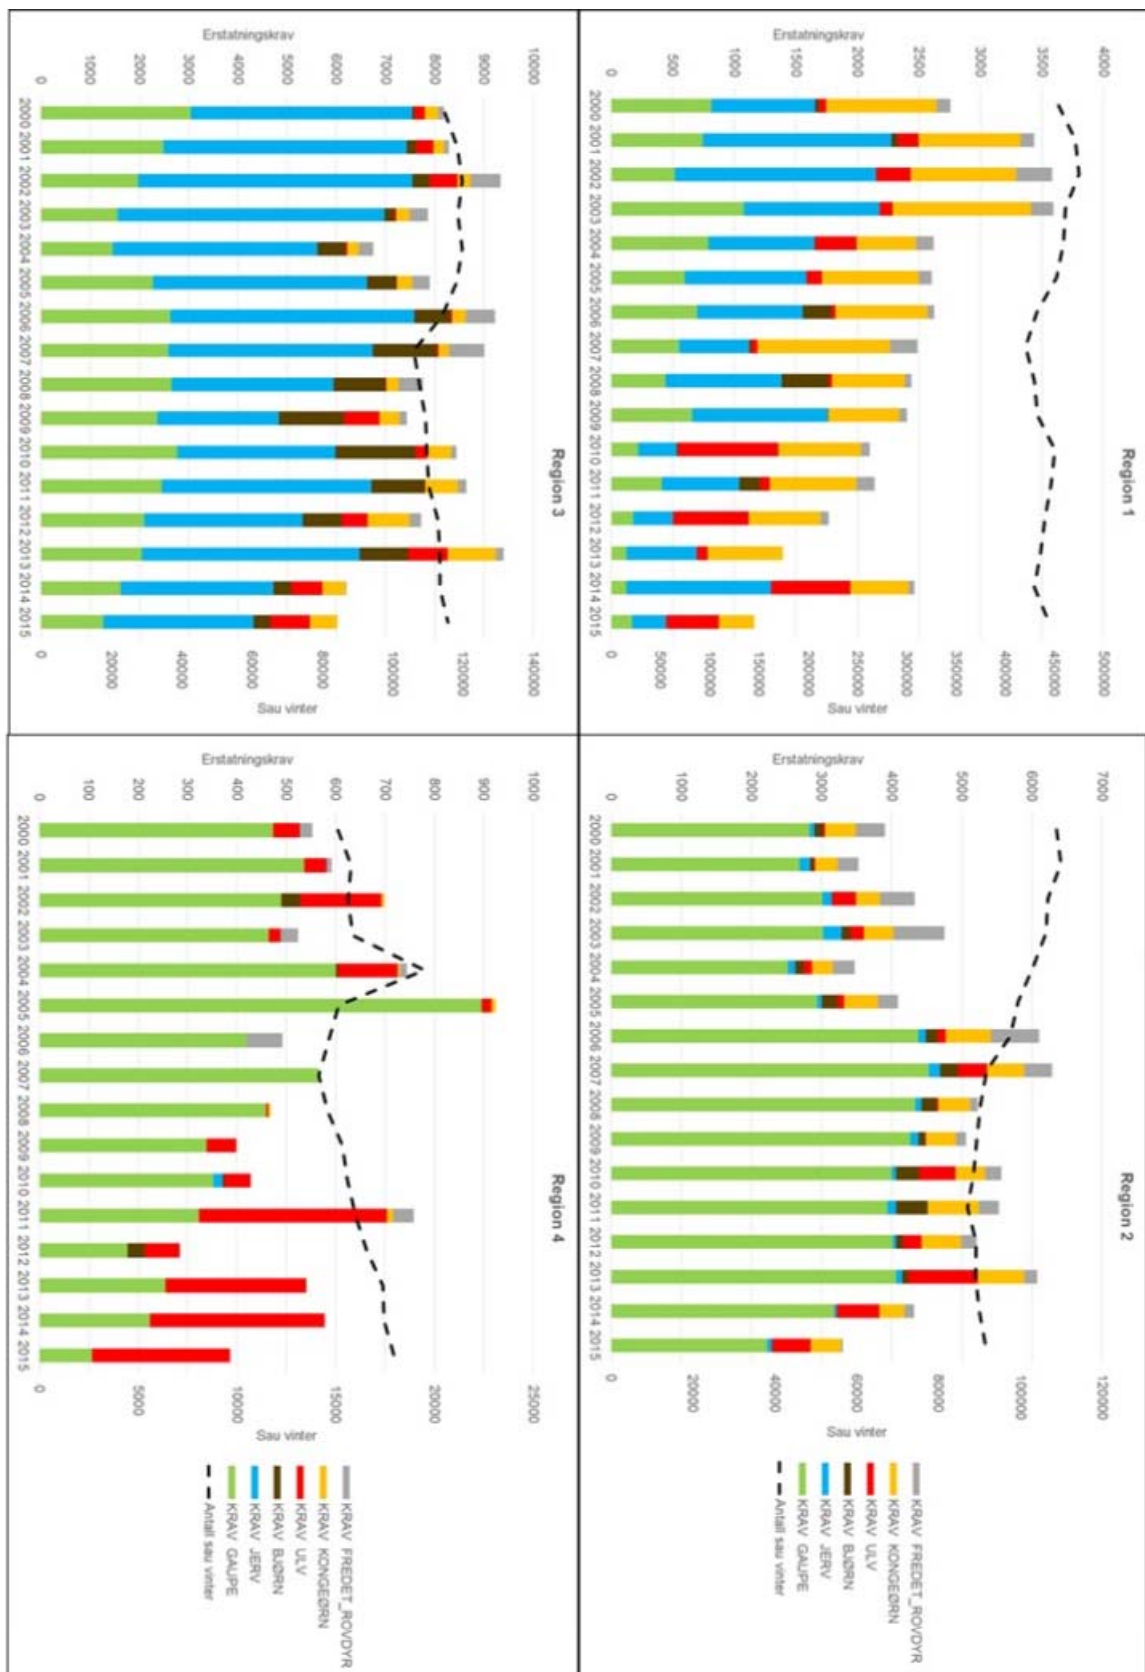 Region 1
Erstatningskrav
4000
3500
3000
2500
2000
1500
1000
500
0
2000 2001 2002 2003 2004 2005 2006 2007 2008 2009 2010 2011 2012 2013 2014 2015
500000
450000
400000
350000
300000
250000
200000
150000
100000
50000
0
Sau vinter
Region 2
Erstatningskrav
7000
6000
5000
4000
3000
2000
1000
0
2000 2001 2002 2003 2004 2005 2006 2007 2008 2009 2010 2011 2012 2013 2014 2015
120000
100000
80000
60000
40000
20000
0
Sau vinter
KRAV FREDET_ROVDYR
KRAV KONGEØRN
KRAV ULV
KRAV BJØRN
KRAV JERV
KRAV GAUPE
Antall sau vinter
Region 3
Erstatningskrav
10000
9000
8000
7000
6000
5000
4000
3000
2000
1000
0
2000 2001 2002 2003 2004 2005 2006 2007 2008 2009 2010 2011 2012 2013 2014 2015
140000
120000
100000
80000
60000
40000
20000
0
Sau vinter
Region 4
Erstatningskrav
1000
900
800
700
600
500
400
300
200
100
0
2000 2001 2002 2003 2004 2005 2006 2007 2008 2009 2010 2011 2012 2013 2014 2015
25000
20000
15000
10000
5000
0
Sau vinter
KRAV FREDET_ROVDYR
KRAV KONGEØRN
KRAV ULV
KRAV BJØRN
KRAV JERV
KRAV GAUPE
Antall sau vinter